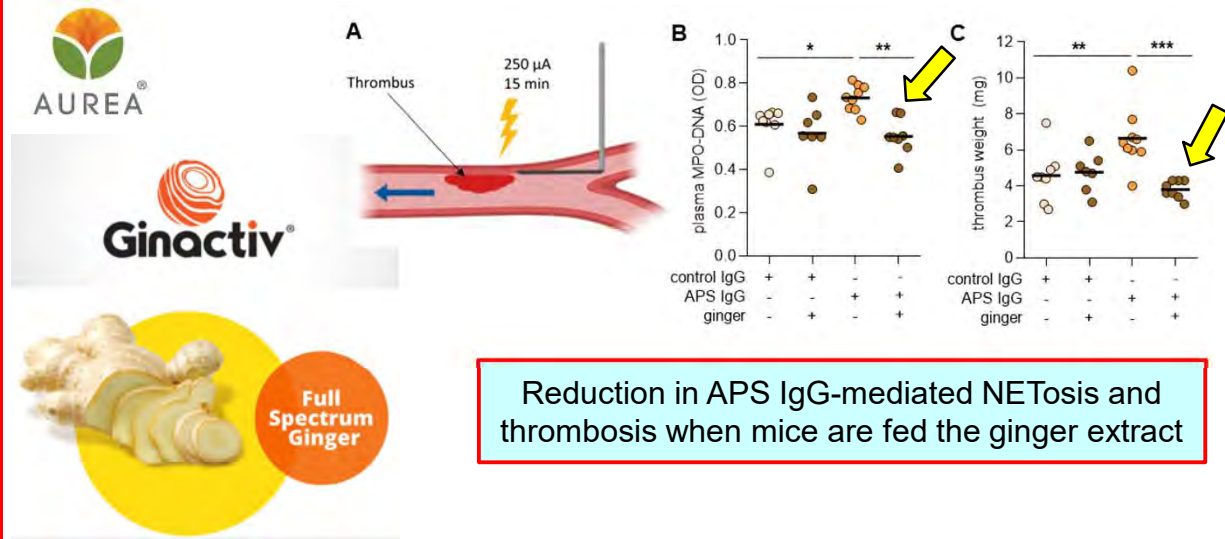 AUREA®
Ginactiv®
Full
Spectrum
Ginger
A
Thrombus
250 µA
15 min
B
plasma MPO-DNA (OD)
1.0
0.8
0.6
0.4
0.2
0.0
* **
control IgG + + - -
APS IgG - - + +
ginger - + - +
C
thrombus weight (mg)
12
10
8
6
4
2
0
** ***
control IgG + + - -
APS IgG - - + +
ginger - + - +
Reduction in APS IgG-mediated NETosis and
thrombosis when mice are fed the ginger extract